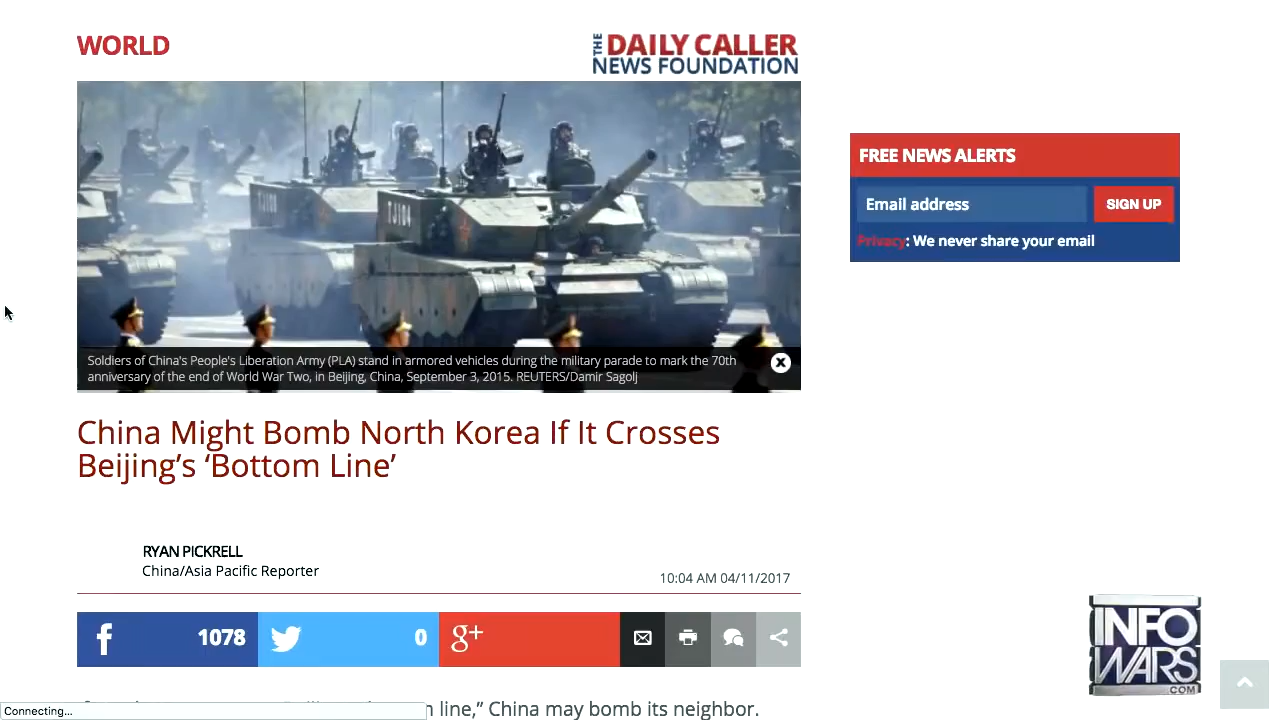 WORLD
THE DAILY CALLER
NEWS FOUNDATION
FREE NEWS ALERTS
Email address
SIGN UP
Privacy: We never share your email
Soldiers of China's People's Liberation Army (PLA) stand in armored vehicles during the military parade to mark the 70th
anniversary of the end of World War Two, in Beijing, China, September 3, 2015. REUTERS/Damir Sagolj
China Might Bomb North Korea If It Crosses
Beijing’s ‘Bottom Line’
RYAN PICKRELL
China/Asia Pacific Reporter
10:04 AM 04/11/2017
1078
0
g+
INFO
WARS
.COM
line,” China may bomb its neighbor.
Connecting...